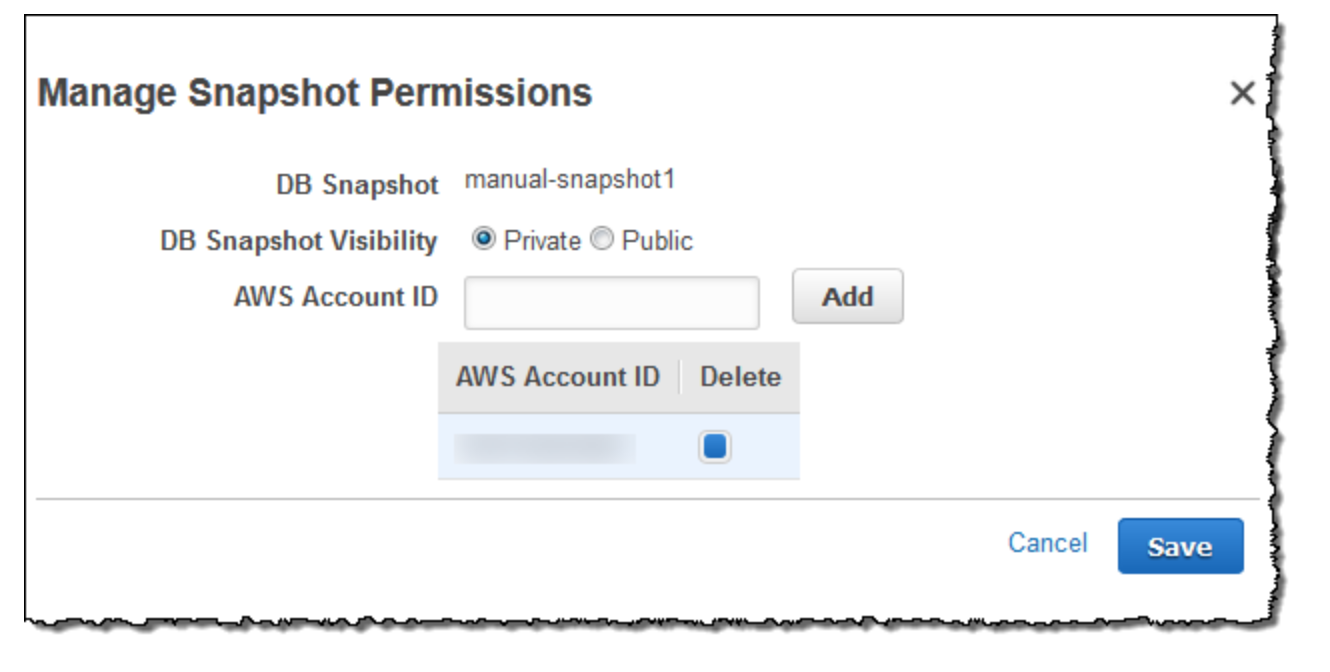 Manage Snapshot Permissions
DB Snapshot manual-snapshot1
DB Snapshot Visibility Private Public
AWS Account ID Add
AWS Account ID Delete
Cancel Save